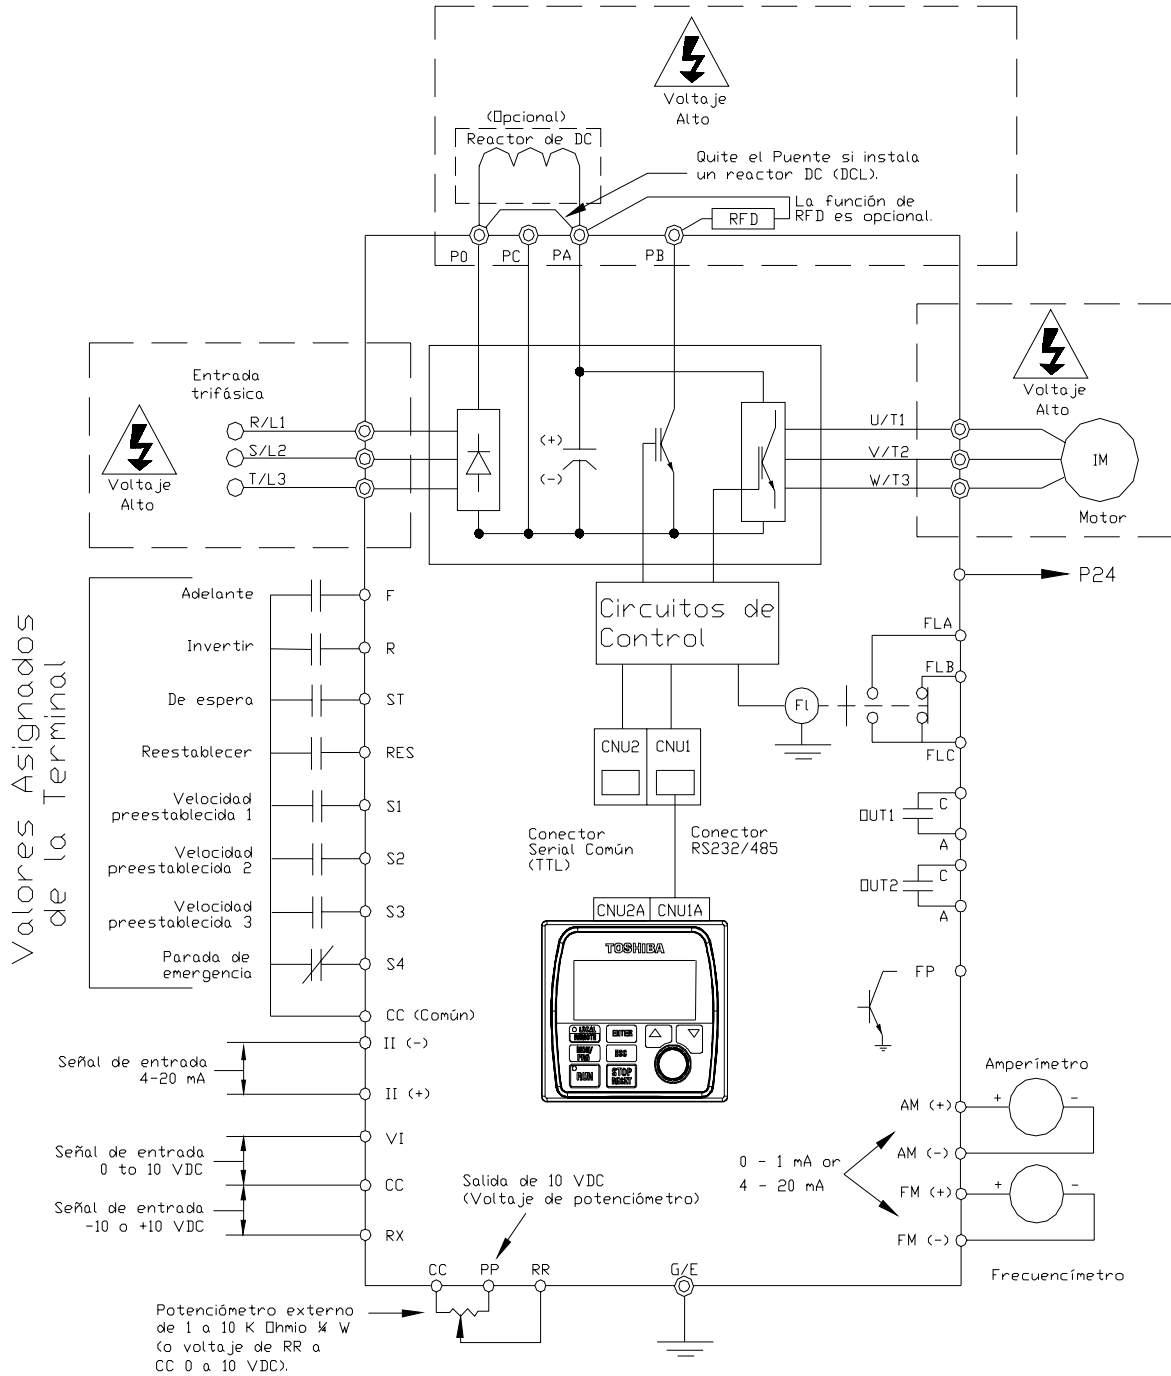 Voltaje
Alto
(Opcional)
Reactor de DC
Quite el Puente si instala
un reactor DC (DCL).
La función de
RFD es opcional.
RFD
PO
PC
PA
PB
Entrada
trifásica
R/L1
S/L2
T/L3
Voltaje
Alto
(+)
(-)
U/T1
V/T2
W/T3
Voltaje
Alto
IM
Motor
P24
Valores Asignados
de la Terminal
Adelante
F
Invertir
R
De espera
ST
Reestablecer
RES
Velocidad
preestablecida 1
S1
Velocidad
preestablecida 2
S2
Velocidad
preestablecida 3
S3
Parada de
emergencia
S4
CC (Común)
Circuitos de
Control
FLA
FLB
Fl
FLC
CNU2
CNU1
Conector
Serial Común
(TTL)
Conector
RS232/485
CNU2A
CNU1A
C
OUT1
A
C
OUT2
A
FP
TOSHIBA
LOCAL
REMOTE
ENTER
MON/
PRG
ESC
RUN
STOP
RESET
II (-)
Señal de entrada
4-20 mA
II (+)
VI
Señal de entrada
0 to 10 VDC
CC
Señal de entrada
-10 o +10 VDC
RX
Amperímetro
AM (+)
+
-
AM (-)
0 - 1 mA or
4 - 20 mA
FM (+)
+
-
FM (-)
Frecuencímetro
Salida de 10 VDC
(Voltaje de potenciómetro)
CC
PP
RR
G/E
Potenciómetro externo
de 1 a 10 K Ohmio ¼ W
(o voltaje de RR a
CC 0 a 10 VDC).